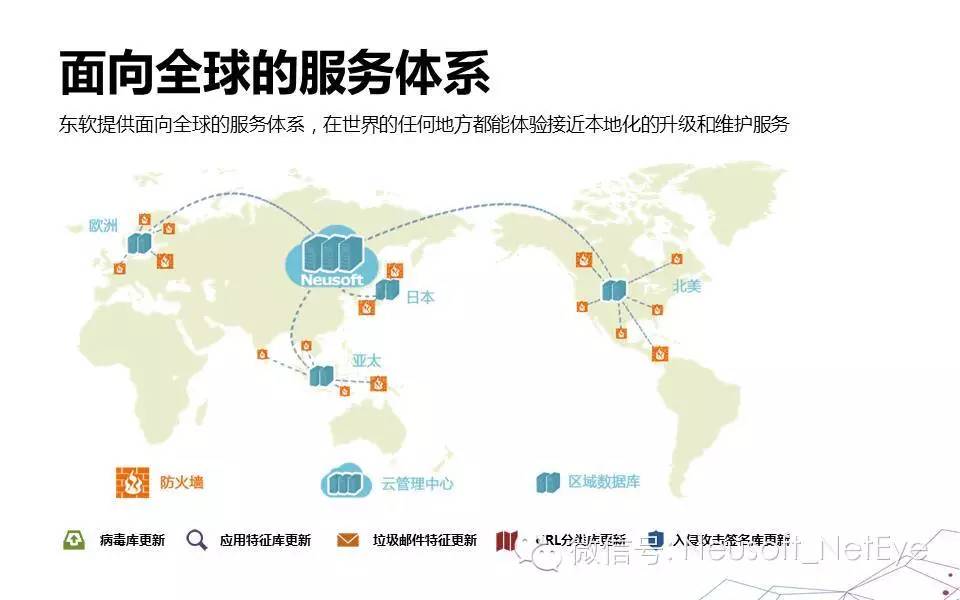 面向全球的服务体系
东软提供面向全球的服务体系，在世界的任何地方都能体验接近本地化的升级和维护服务
欧洲
Neusoft
日本
北美
亚太
防火墙 云管理中心 区域数据库
病毒库更新 应用特征库更新 垃圾邮件特征更新 URL分类库更新 入侵攻击签名库更新
微信号: Neusoft_NetEye